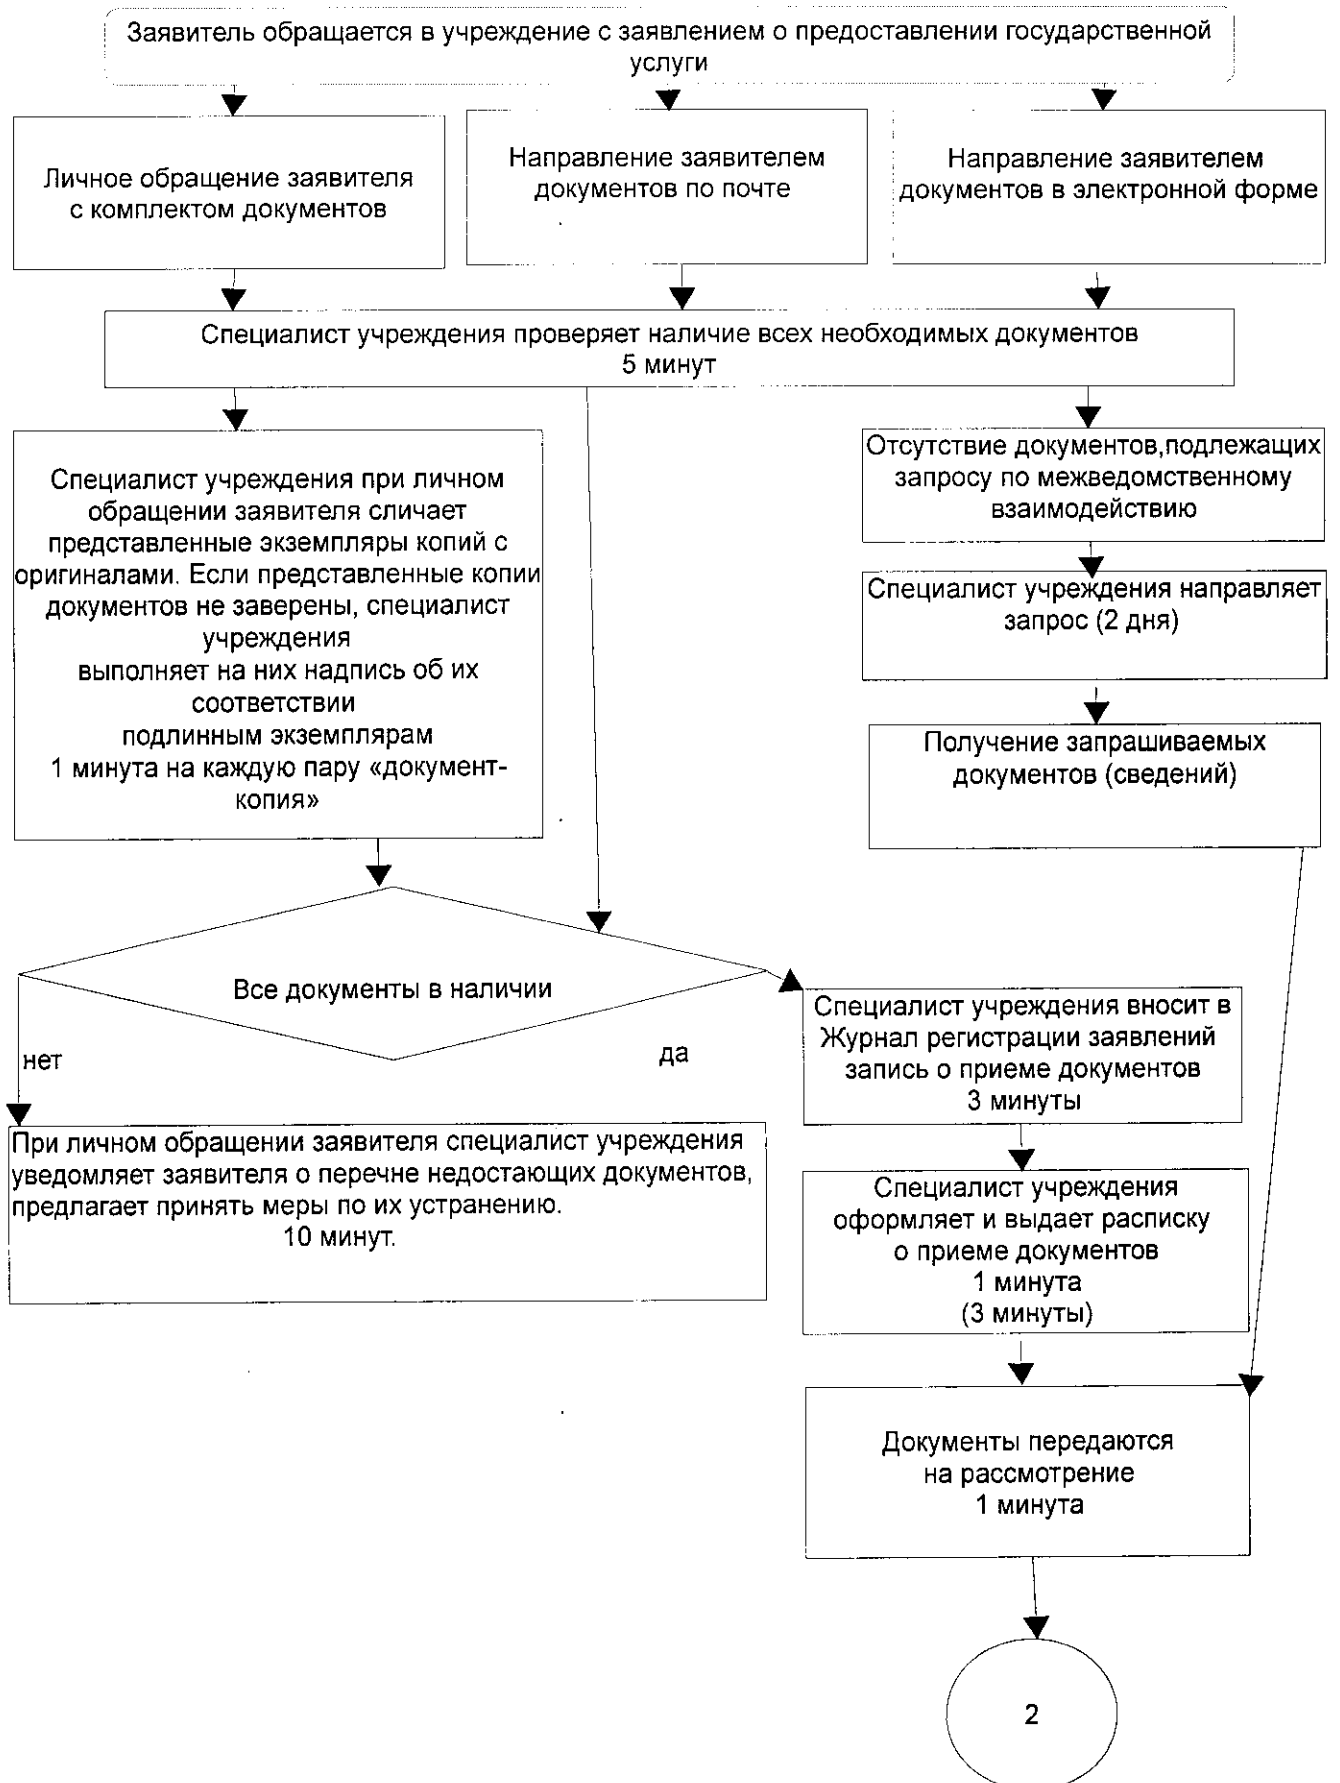 Заявитель обращается в учреждение с заявлением о предоставлении государственной
услуги
Личное обращение заявителя
с комплектом документов
Направление заявителем
документов по почте
Направление заявителем
документов в электронной форме
Специалист учреждения проверяет наличие всех необходимых документов
5 минут
Специалист учреждения при личном
обращении заявителя сличает
представленные экземпляры копий с
оригиналами. Если представленные копии
документов не заверены, специалист
учреждения
выполняет на них надпись об их
соответствии
подлинным экземплярам
1 минута на каждую пару «документ-
копия»
Отсутствие документов,подлежащих
запросу по межведомственному
взаимодействию
Специалист учреждения направляет
запрос (2 дня)
Получение запрашиваемых
документов (сведений)
Все документы в наличии
нет
да
При личном обращении заявителя специалист учреждения
уведомляет заявителя о перечне недостающих документов,
предлагает принять меры по их устранению.
10 минут.
Специалист учреждения вносит в
Журнал регистрации заявлений
запись о приеме документов
3 минуты
Специалист учреждения
оформляет и выдает расписку
о приеме документов
1 минута
(3 минуты)
Документы передаются
на рассмотрение
1 минута
2